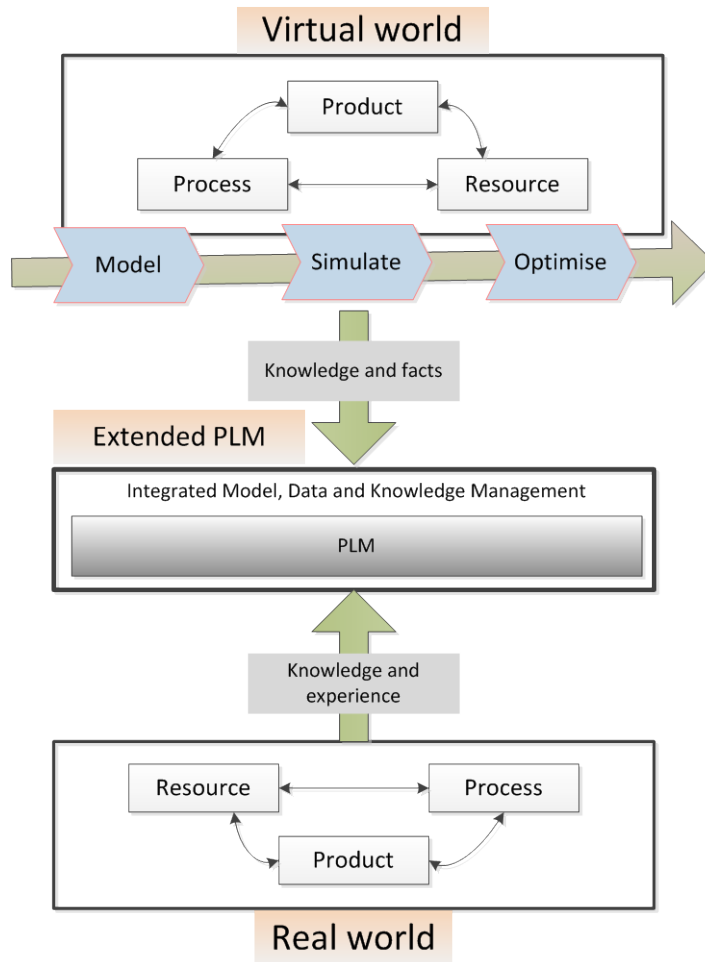 Virtual world
Product
Process
Resource
Model
Simulate
Optimise
Knowledge and facts
Extended PLM
Integrated Model, Data and Knowledge Management
PLM
Knowledge and
experience
Resource
Process
Product
Real world